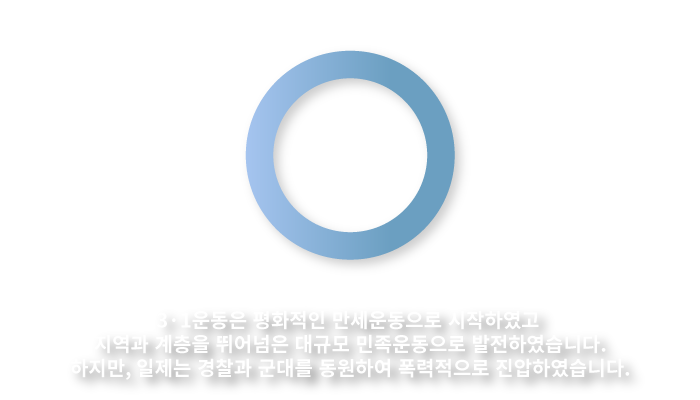 3·1운동은 평화적인 만세운동으로 시작하였고
지역과 계층을 뛰어넘은 대규모 민족운동으로 발전하였습니다.
하지만, 일제는 경찰과 군대를 동원하여 폭력적으로 진압하였습니다.